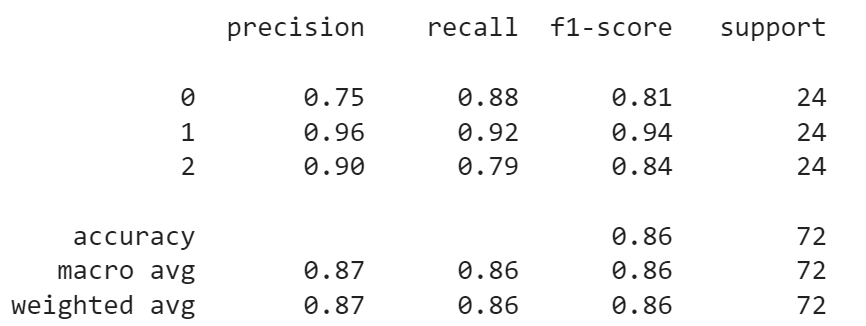 precision recall f1-score support
0 0.75 0.88 0.81 24
1 0.96 0.92 0.94 24
2 0.90 0.79 0.84 24
accuracy 0.86 72
macro avg 0.87 0.86 0.86 72
weighted avg 0.87 0.86 0.86 72